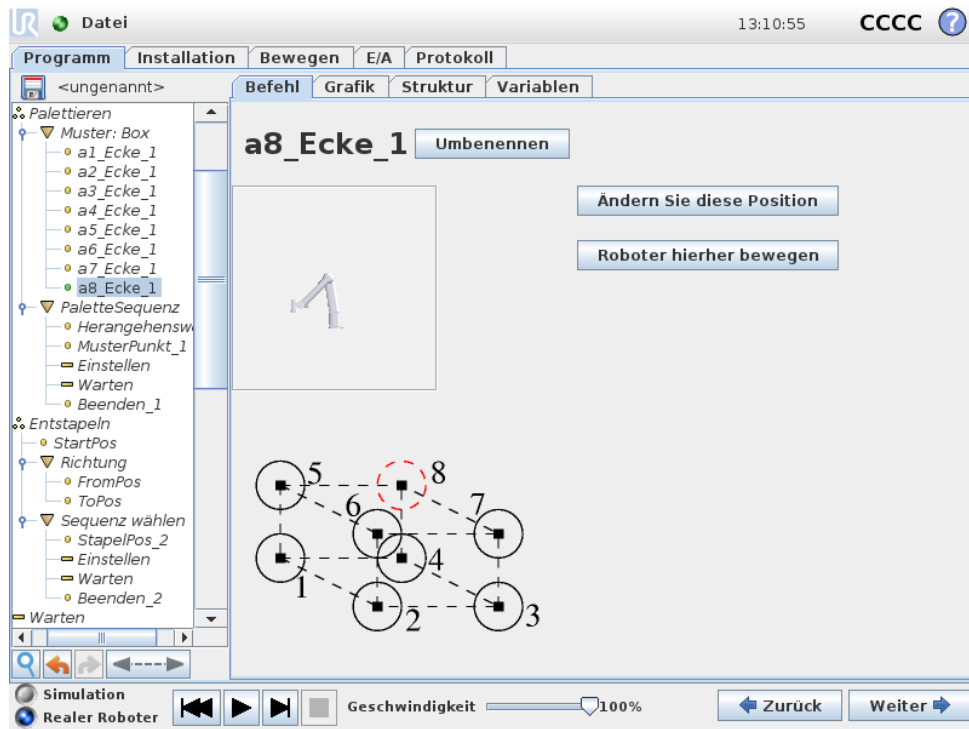 UR Datei 13:10:55 CCCC ?
Programm Installation Bewegen E/A Protokoll
<ungenannt> Befehl Grafik Struktur Variablen
Palettieren
Muster: Box
a1_Ecke_1
a2_Ecke_1
a3_Ecke_1
a4_Ecke_1
a5_Ecke_1
a6_Ecke_1
a7_Ecke_1
a8_Ecke_1
PaletteSequenz
Herangehensw
MusterPunkt_1
Einstellen
Warten
Beenden_1
Entstapeln
StartPos
Richtung
FromPos
ToPos
Sequenz wählen
StapelPos_2
Einstellen
Warten
Beenden_2
Warten
a8_Ecke_1 Umbenennen
Ändern Sie diese Position
Roboter hierher bewegen
5 8
6 7
1 4
2 3
Simulation
Realer Roboter
Geschwindigkeit 100%
Zurück Weiter